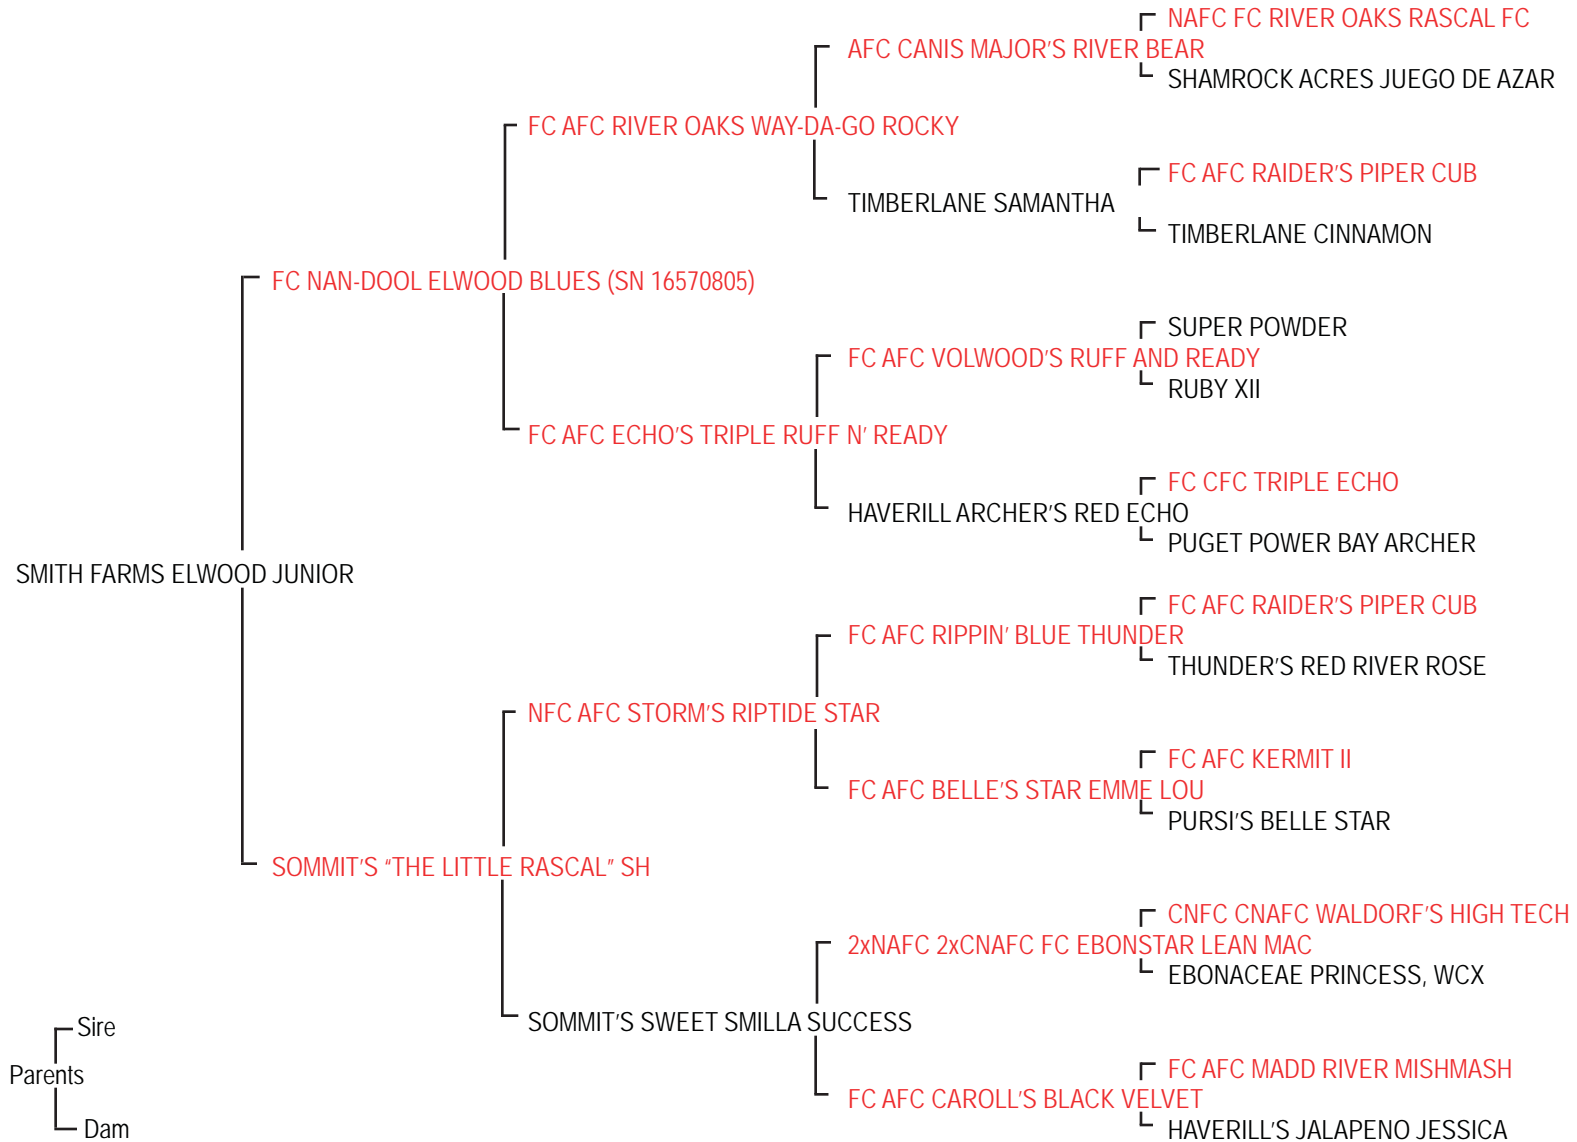 NAFC FC RIVER OAKS RASCAL FC
AFC CANIS MAJOR'S RIVER BEAR
SHAMROCK ACRES JUEGO DE AZAR
FC AFC RIVER OAKS WAY-DA-GO ROCKY
FC AFC RAIDER'S PIPER CUB
TIMBERLANE SAMANTHA
TIMBERLANE CINNAMON
FC NAN-DOOL ELWOOD BLUES (SN 16570805)
SUPER POWDER
FC AFC VOLWOOD'S RUFF AND READY
RUBY XII
FC AFC ECHO'S TRIPLE RUFF N' READY
FC CFC TRIPLE ECHO
HAVERILL ARCHER'S RED ECHO
PUGET POWER BAY ARCHER
SMITH FARMS ELWOOD JUNIOR
FC AFC RAIDER'S PIPER CUB
FC AFC RIPPIN' BLUE THUNDER
THUNDER'S RED RIVER ROSE
NFC AFC STORM'S RIPTIDE STAR
FC AFC KERMIT II
FC AFC BELLE'S STAR EMME LOU
PURSI'S BELLE STAR
SOMMIT'S “THE LITTLE RASCAL” SH
CNFC CNAFC WALDORF'S HIGH TECH
2xNAFC 2xCNAFC FC EBONSTAR LEAN MAC
EBONACEAE PRINCESS, WCX
SOMMIT'S SWEET SMILLA SUCCESS
FC AFC MADD RIVER MISHMASH
FC AFC CAROLL'S BLACK VELVET
HAVERILL'S JALAPENO JESSICA
Sire
Parents
Dam